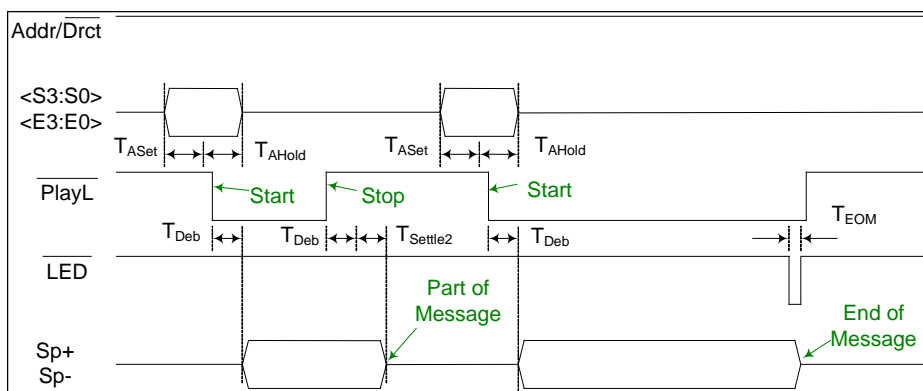 Addr/Drct
<S3:S0>
<E3:E0>
TASet TAHold TASet TAHold
PlayL Start Stop Start
TDeb TDeb TSettle2 TDeb TEOM
LED
Part of
Message
End of
Message
Sp+
Sp-